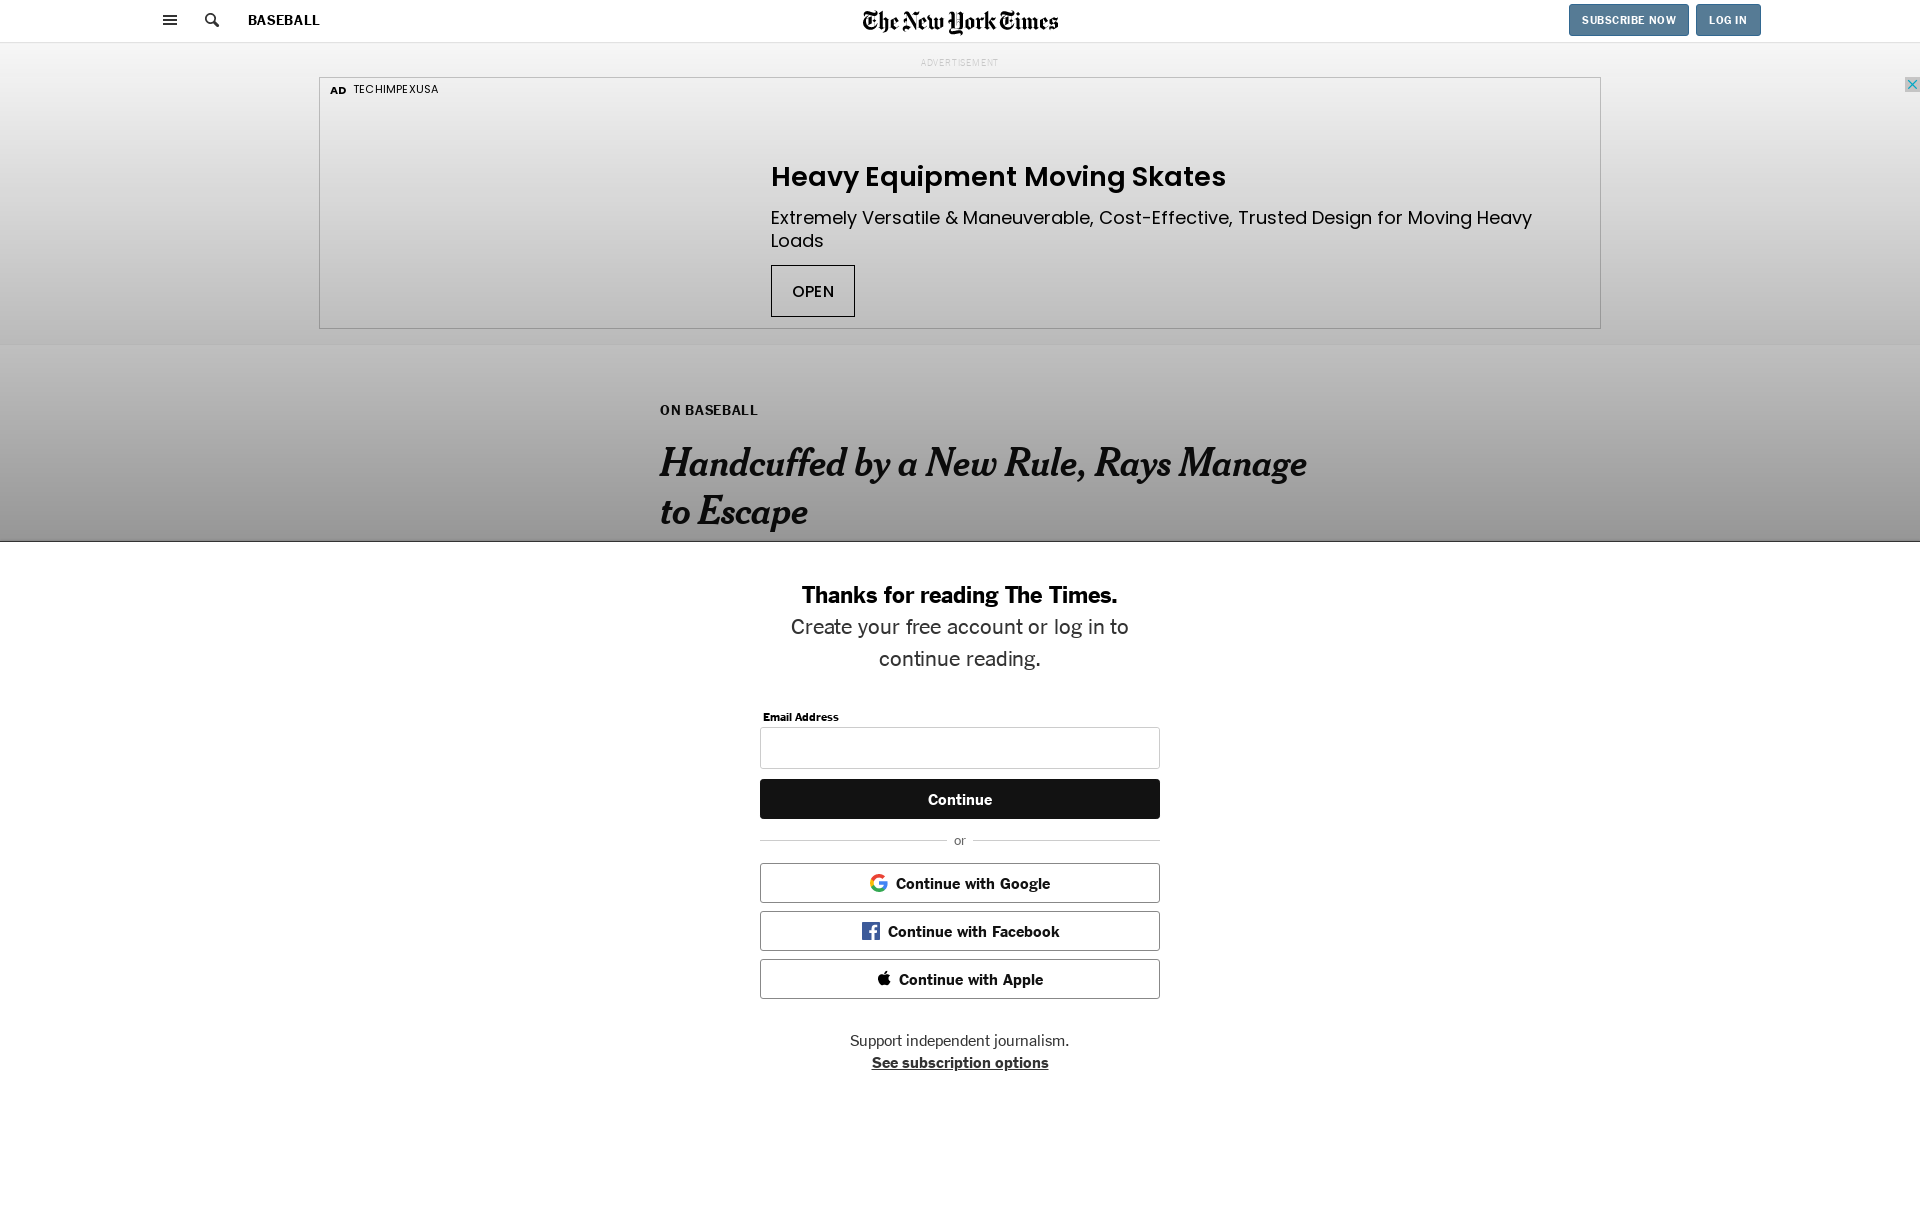 BASEBALL
The New York Times
SUBSCRIBE NOW
LOG IN
ADVERTISEMENT
AD TECHIMPEXUSA
Heavy Equipment Moving Skates
Extremely Versatile & Maneuverable, Cost-Effective, Trusted Design for Moving Heavy
Loads
OPEN
ON BASEBALL
Handcuffed by a New Rule, Rays Manage
to Escape
Thanks for reading The Times.
Create your free account or log in to
continue reading.
Email Address
Continue
or
Continue with Google
Continue with Facebook
Continue with Apple
Support independent journalism.
See subscription options